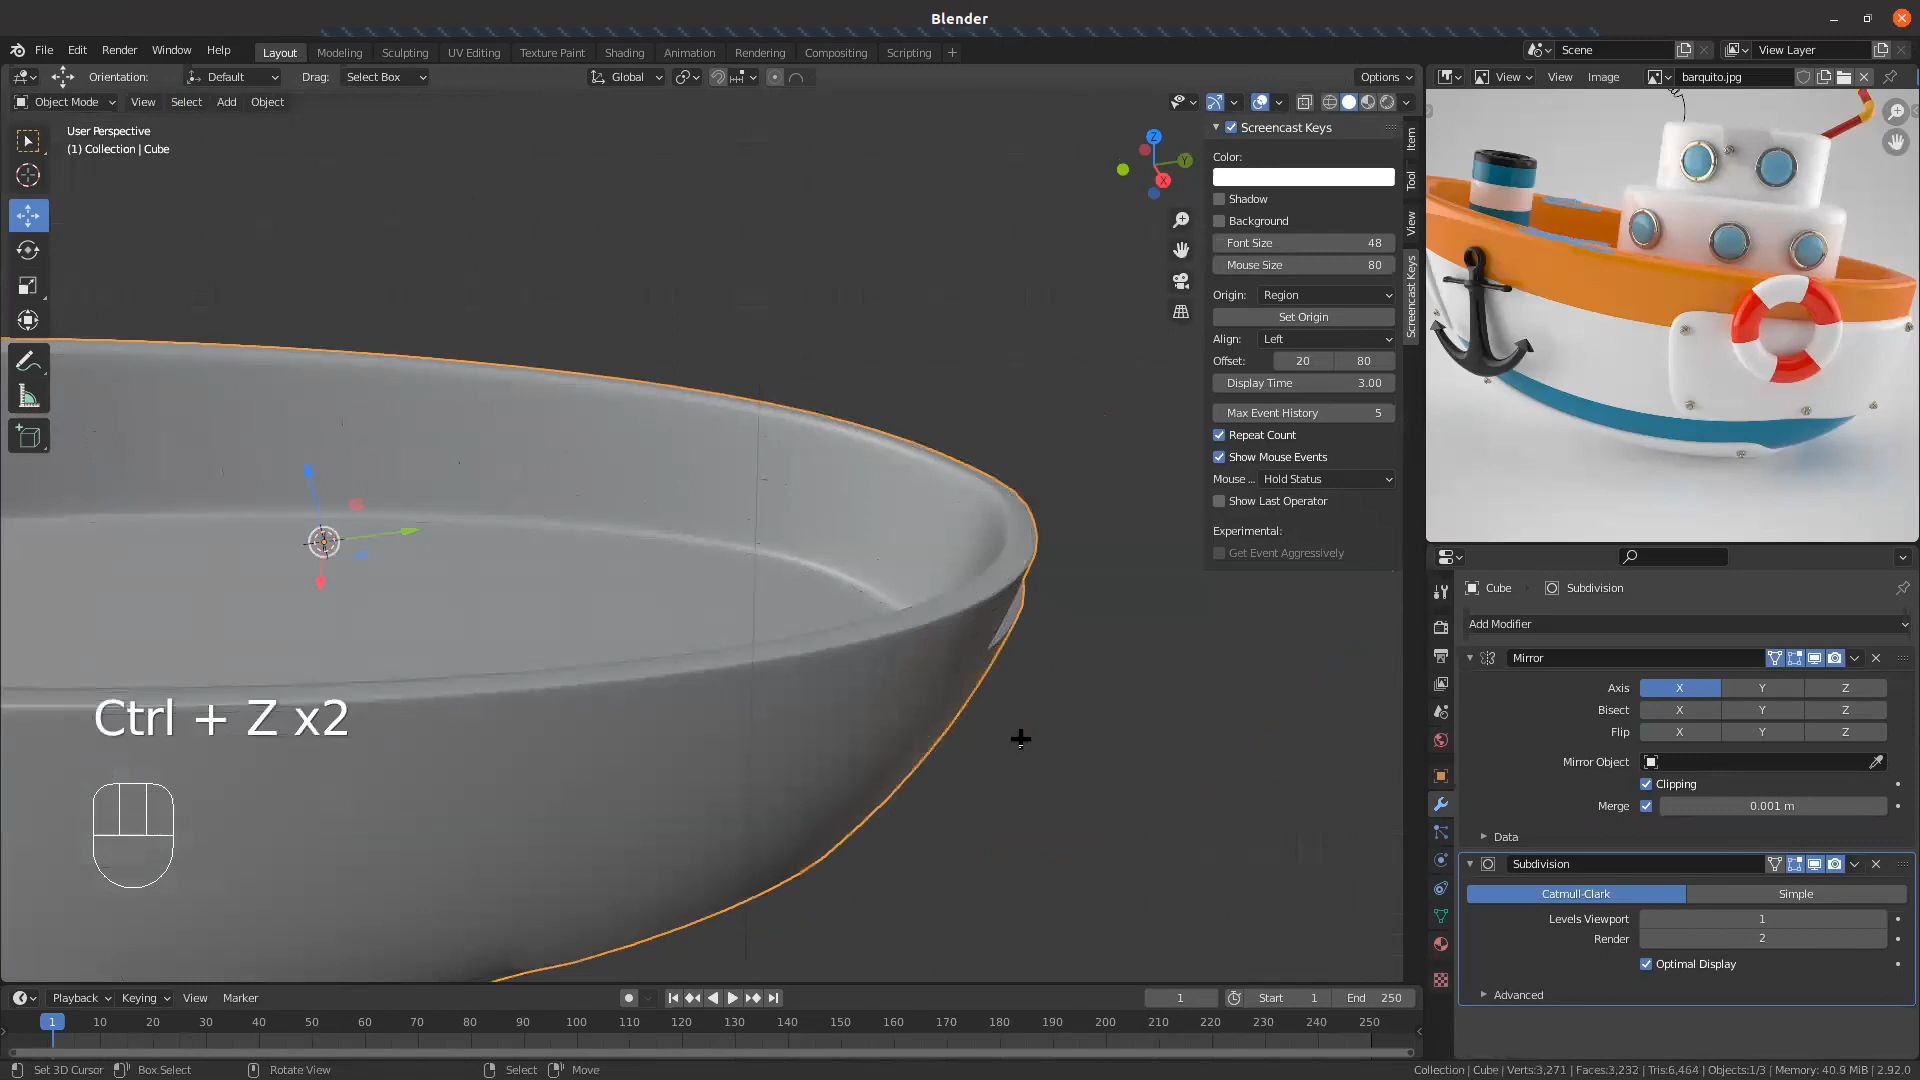 Blender
File Edit Render Window Help
Layout Modeling Sculpting UV Editing Texture Paint Shading Animation Rendering Compositing Scripting +
Scene
View Layer
Orientation: Default Drag: Select Box
Global
Options
View View Image barquito.jpg
Object Mode View Select Add Object
User Perspective
(1) Collection | Cube
Z
Y
X
Screencast Keys
Color:
Shadow
Background
Font Size 48
Mouse Size 80
Origin: Region
Set Origin
Align: Left
Offset: 20 80
Display Time 3.00
Max Event History 5
Repeat Count
Show Mouse Events
Mouse ... Hold Status
Show Last Operator
Experimental:
Get Event Aggressively
Item
Tool
View
Screencast Keys
Ctrl + Z x2
Cube Subdivision
Add Modifier
Mirror
Axis X Y Z
Bisect X Y Z
Flip X Y Z
Mirror Object
Clipping
Merge 0.001 m
Data
Subdivision
Catmull-Clark Simple
Levels Viewport 1
Render 2
Optimal Display
Advanced
Playback Keying View Marker
1 Start 1 End 250
1 10 20 30 40 50 60 70 80 90 100 110 120 130 140 150 160 170 180 190 200 210 220 230 240 250
Set 3D Cursor Box Select Rotate View Select Move
Collection | Cube | Verts:3,271 | Faces:3,232 | Tris:6,464 | Objects:1/3 | Memory: 40.9 MiB | 2.92.0